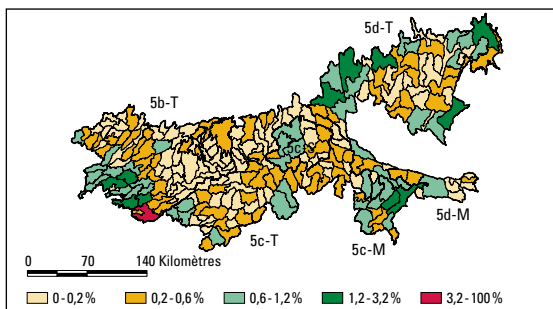 5d-T
5b-T
5c
5d-M
5c-T
5c-M
0 70 140 Kilomètres
0-0,2% 0,2-0,6% 0,6-1,2% 1,2-3,2% 3,2-100%